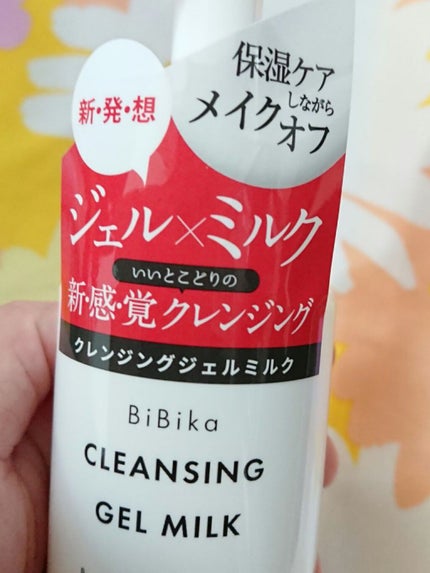 保湿ケア
しながら
メイクオフ
新・発・想
ジェル×ミルク
いいとこどりの
新・感・覚クレンジング
クレンジングジェルミルク
BiBika
CLEANSING
GEL MILK